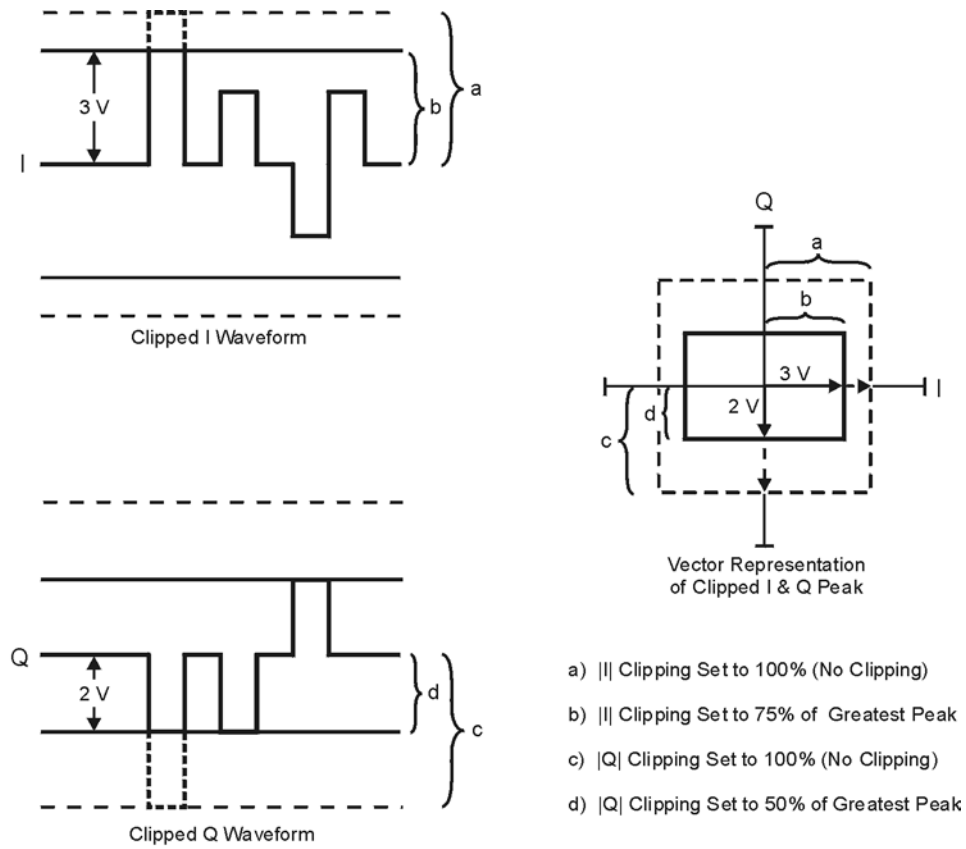 3 V
b
a
I
Clipped I Waveform
Q
a
b
3 V
I
2 V
d
c
Vector Representation
of Clipped I & Q Peak
Q
2 V
d
c
Clipped Q Waveform
a) |I| Clipping Set to 100% (No Clipping)
b) |I| Clipping Set to 75% of Greatest Peak
c) |Q| Clipping Set to 100% (No Clipping)
d) |Q| Clipping Set to 50% of Greatest Peak